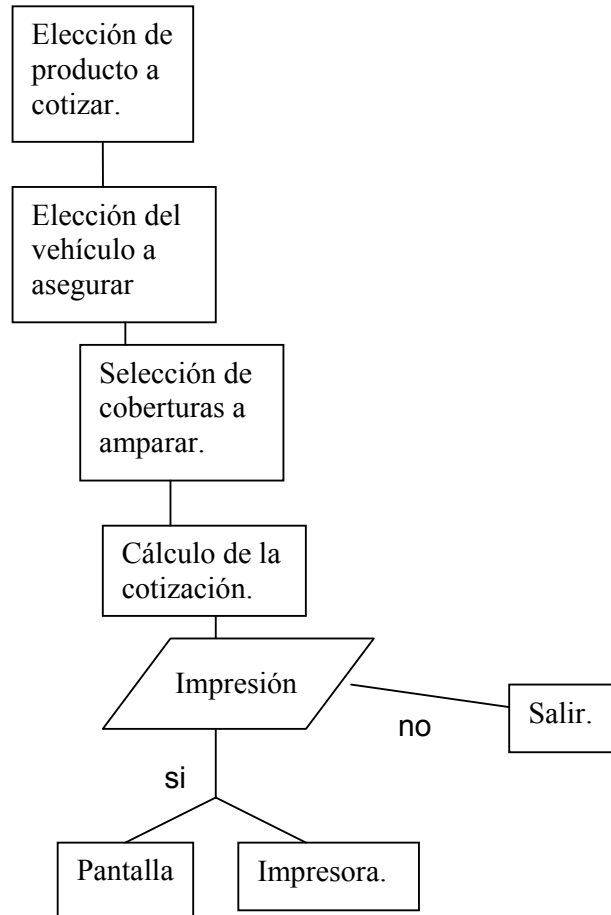 Elección de
producto a
cotizar.
Elección del
vehículo a
asegurar
Selección de
coberturas a
amparar.
Cálculo de la
cotización.
Impresión
Salir.
no
si
Pantalla
Impresora.